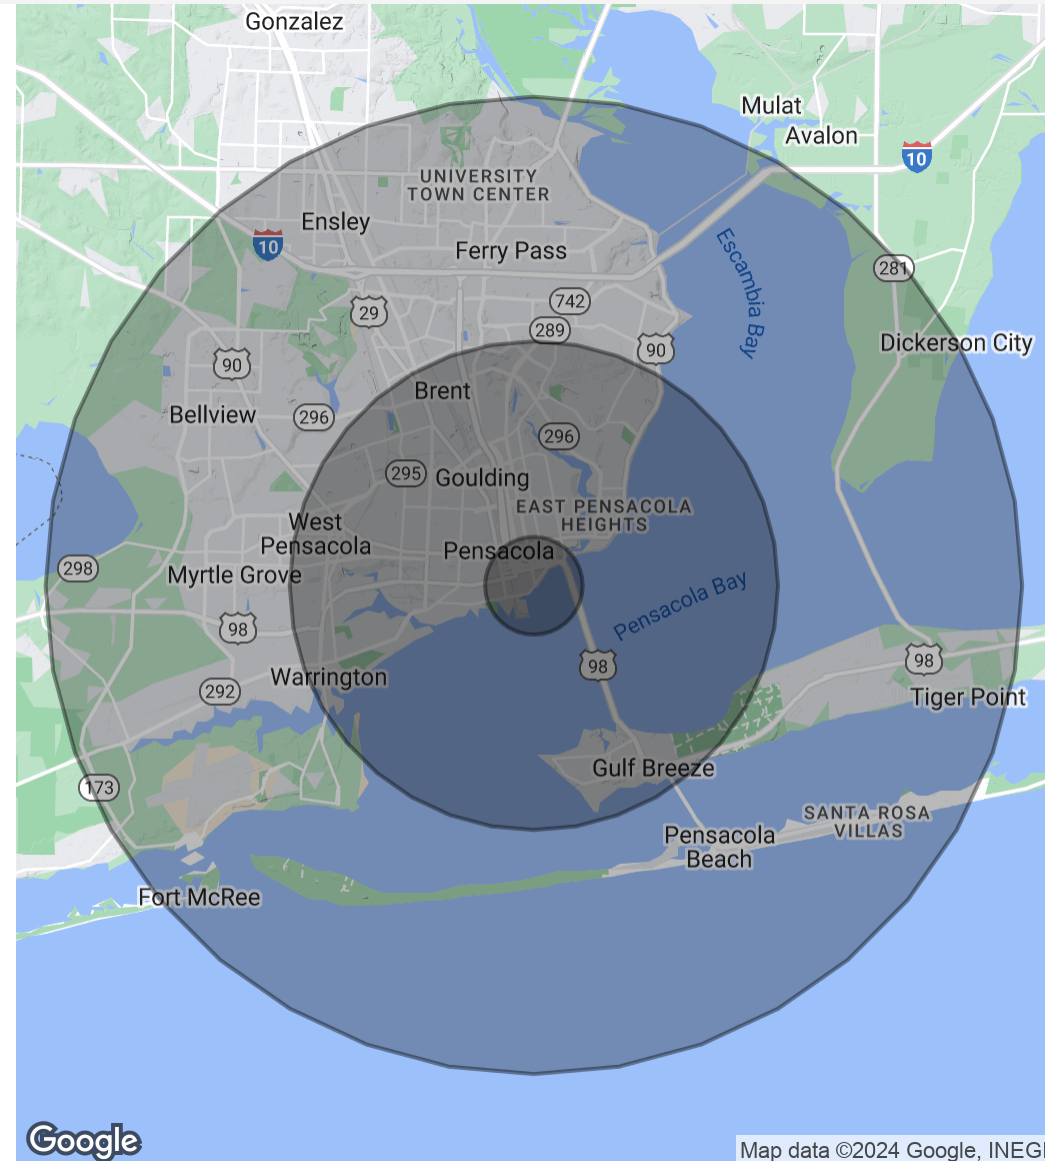 Gonzalez
Mulat
Avalon
10
UNIVERSITY
TOWN CENTER
Ensley
10
Ferry Pass
Escambia Bay
281
742
29
289
90
90
Dickerson City
Brent
Bellview
296
296
295
Goulding
EAST PENSACOLA
HEIGHTS
West
Pensacola
Pensacola
298
Myrtle Grove
Pensacola Bay
98
98
98
Warrington
292
Tiger Point
Gulf Breeze
173
SANTA ROSA
VILLAS
Pensacola
Beach
Fort McRee
Google
Map data ©2024 Google, INEGI